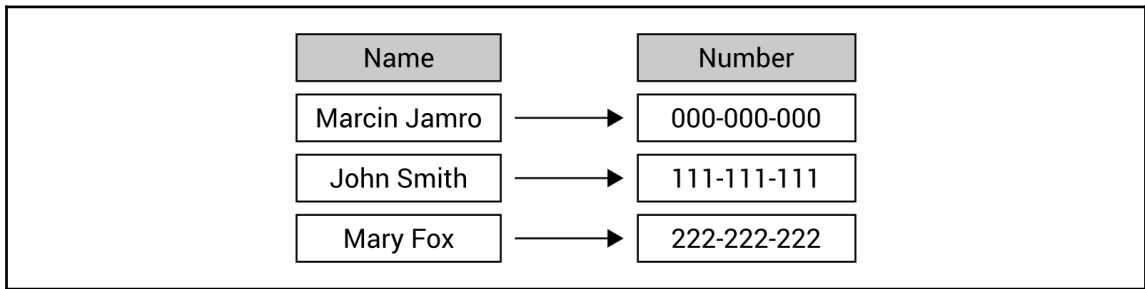 Name Number
Marcin Jamro 000-000-000
John Smith 111-111-111
Mary Fox 222-222-222